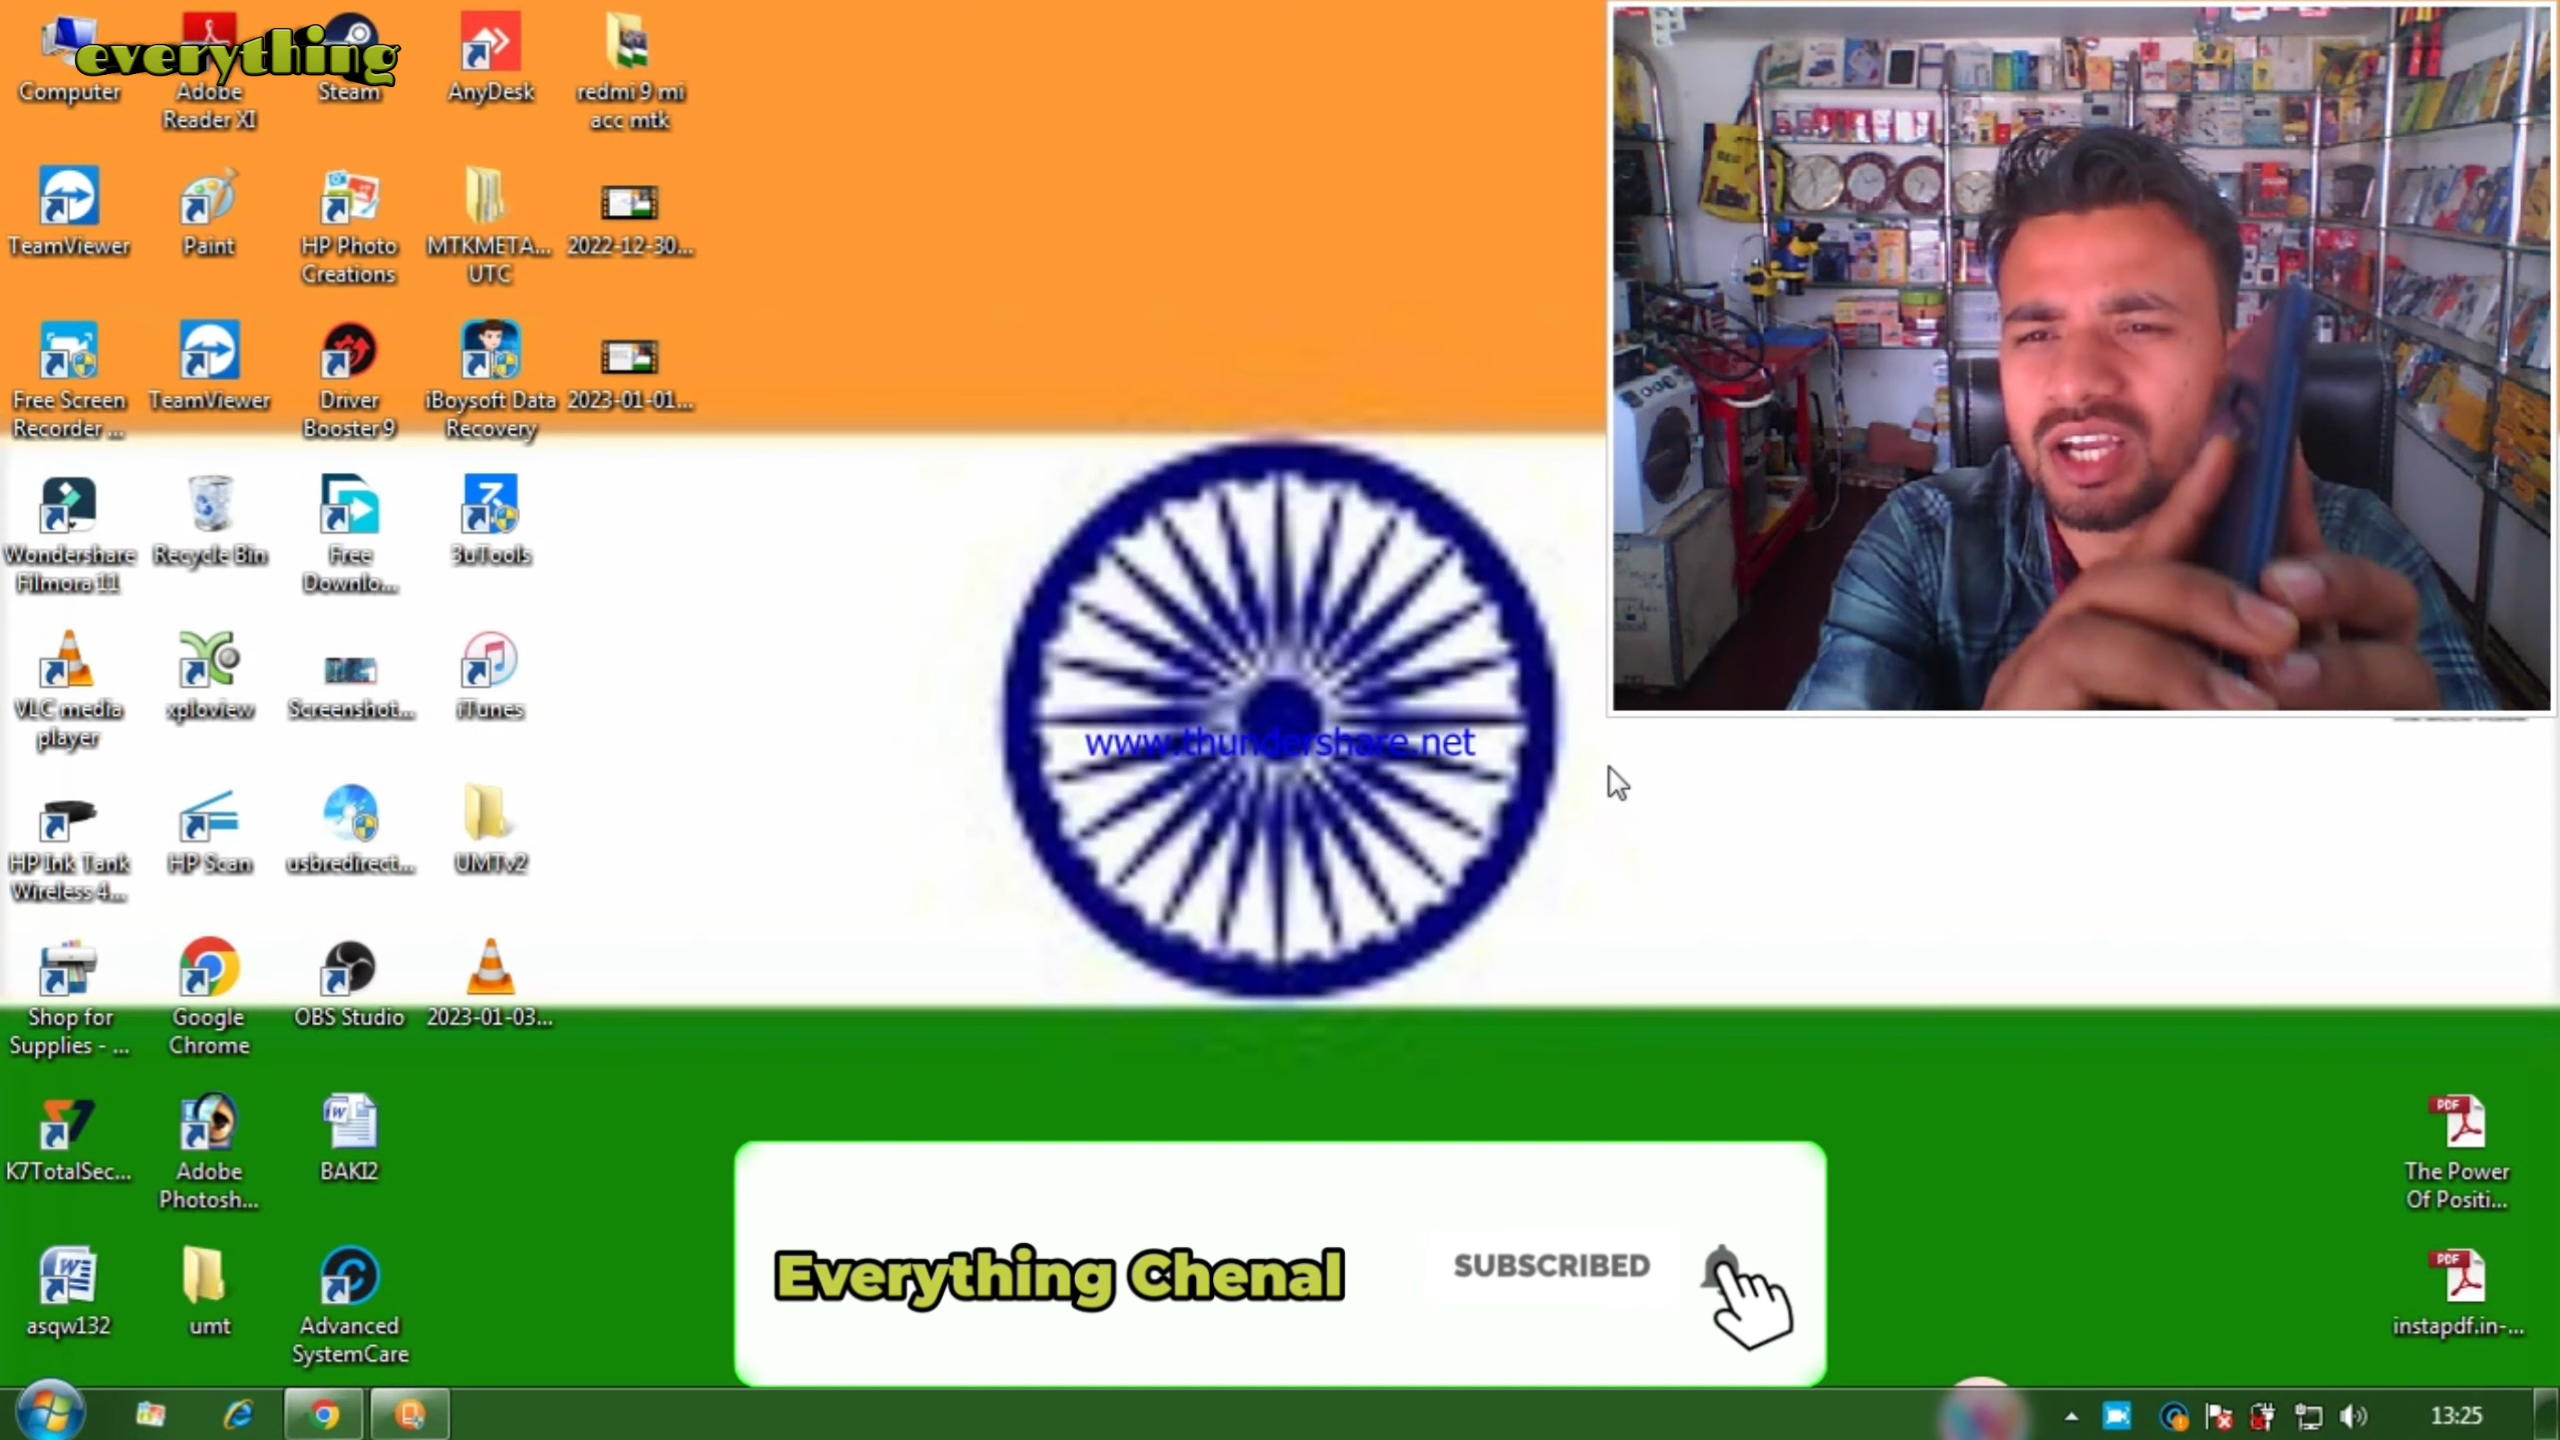 everything
Computer
Adobe
Reader XI
Steam
AnyDesk
redmi 9 mi
acc mtk
TeamViewer
Paint
HP Photo
Creations
MTKMETA...
UTC
2022-12-30...
Free Screen
Recorder ...
TeamViewer
Driver
Booster 9
iBoysoft Data
Recovery
2023-01-01...
Wondershare
Filmora 11
Recycle Bin
Free
Downlo...
3uTools
VLC media
player
xploview
Screenshot...
iTunes
www.thundershare.net
HP Ink Tank
Wireless 4...
HP Scan
usbredirect...
UMTv2
Shop for
Supplies - ...
Google
Chrome
OBS Studio
2023-01-03...
K7TotalSec...
Adobe
Photosh...
BAKI2
PDF
The Power
Of Positi...
asqw132
umt
Advanced
SystemCare
Everything Chenal
SUBSCRIBED
PDF
instapdf.in-...
13:25